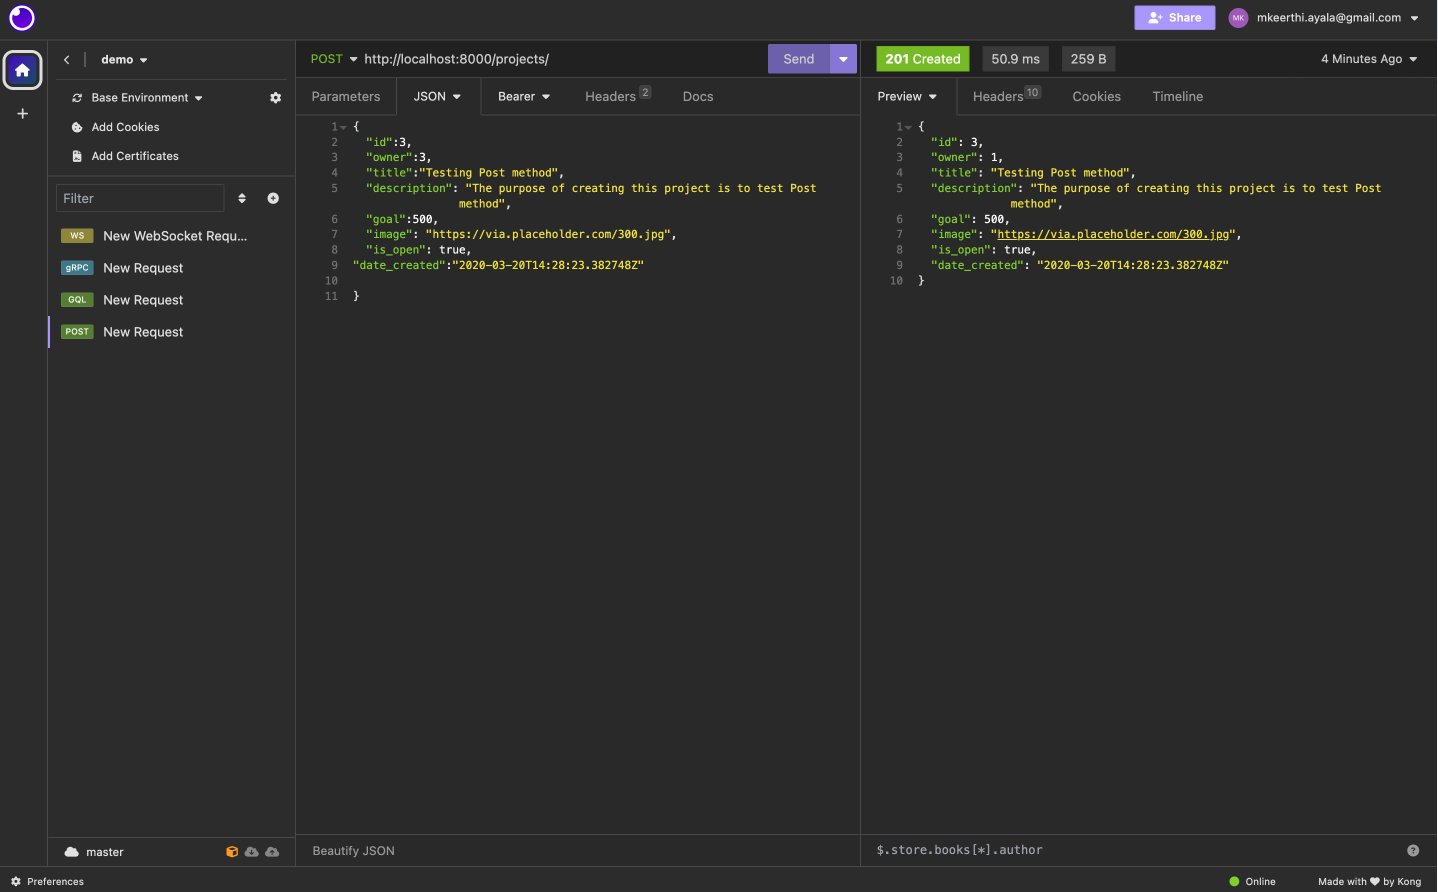 Share
MK
mkeerthi.ayala@gmail.com
demo
POST
http://localhost:8000/projects/
Send
201 Created
50.9 ms
259 B
4 Minutes Ago
Base Environment
Add Cookies
Add Certificates
Filter
WS New WebSocket Requ...
gRPC New Request
GQL New Request
POST New Request
master
Parameters
JSON
Bearer
Headers 2
Docs
1 {
2 "id":3,
3 "owner":3,
4 "title":"Testing Post method",
5 "description": "The purpose of creating this project is to test Post
method",
6 "goal":500,
7 "image": "https://via.placeholder.com/300.jpg",
8 "is_open": true,
9 "date_created":"2020-03-20T14:28:23.382748Z"
10
11 }
Beautify JSON
Preview
Headers 10
Cookies
Timeline
1 {
2 "id": 3,
3 "owner": 1,
4 "title": "Testing Post method",
5 "description": "The purpose of creating this project is to test Post
method",
6 "goal": 500,
7 "image": "https://via.placeholder.com/300.jpg",
8 "is_open": true,
9 "date_created": "2020-03-20T14:28:23.382748Z"
10 }
$.store.books[*].author
Preferences
Online
Made with ❤ by Kong